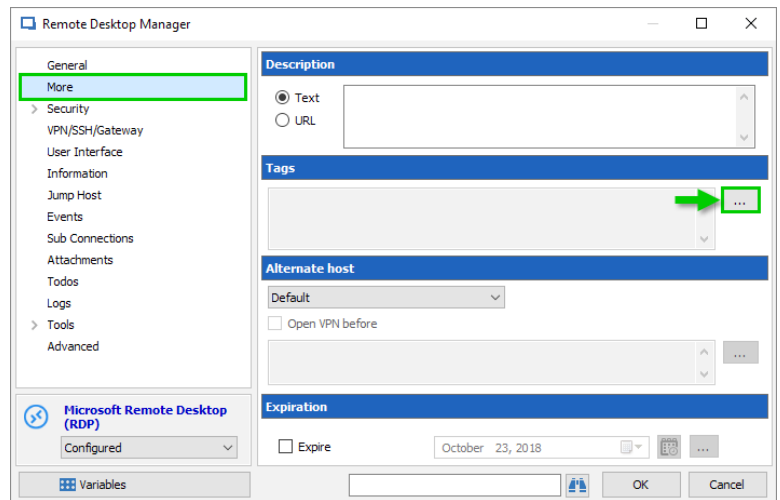 Remote Desktop Manager
General
More
Security
VPN/SSH/Gateway
User Interface
Information
Jump Host
Events
Sub Connections
Attachments
Todos
Logs
Tools
Advanced
Microsoft Remote Desktop
(RDP)
Configured
Variables
Description
Text
URL
Tags
...
Alternate host
Default
Open VPN before
...
Expiration
Expire
October 23, 2018
...
OK
Cancel